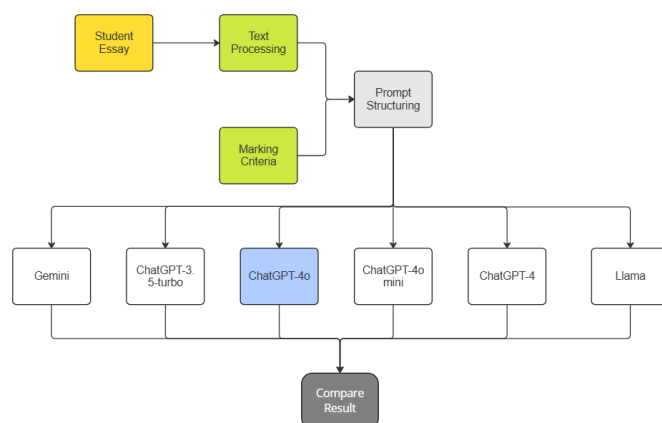 Student
Essay
Text
Processing
Prompt
Structuring
Marking
Criteria
Gemini
ChatGPT-3.
5-turbo
ChatGPT-4o
ChatGPT-4o
mini
ChatGPT-4
Llama
Compare
Result